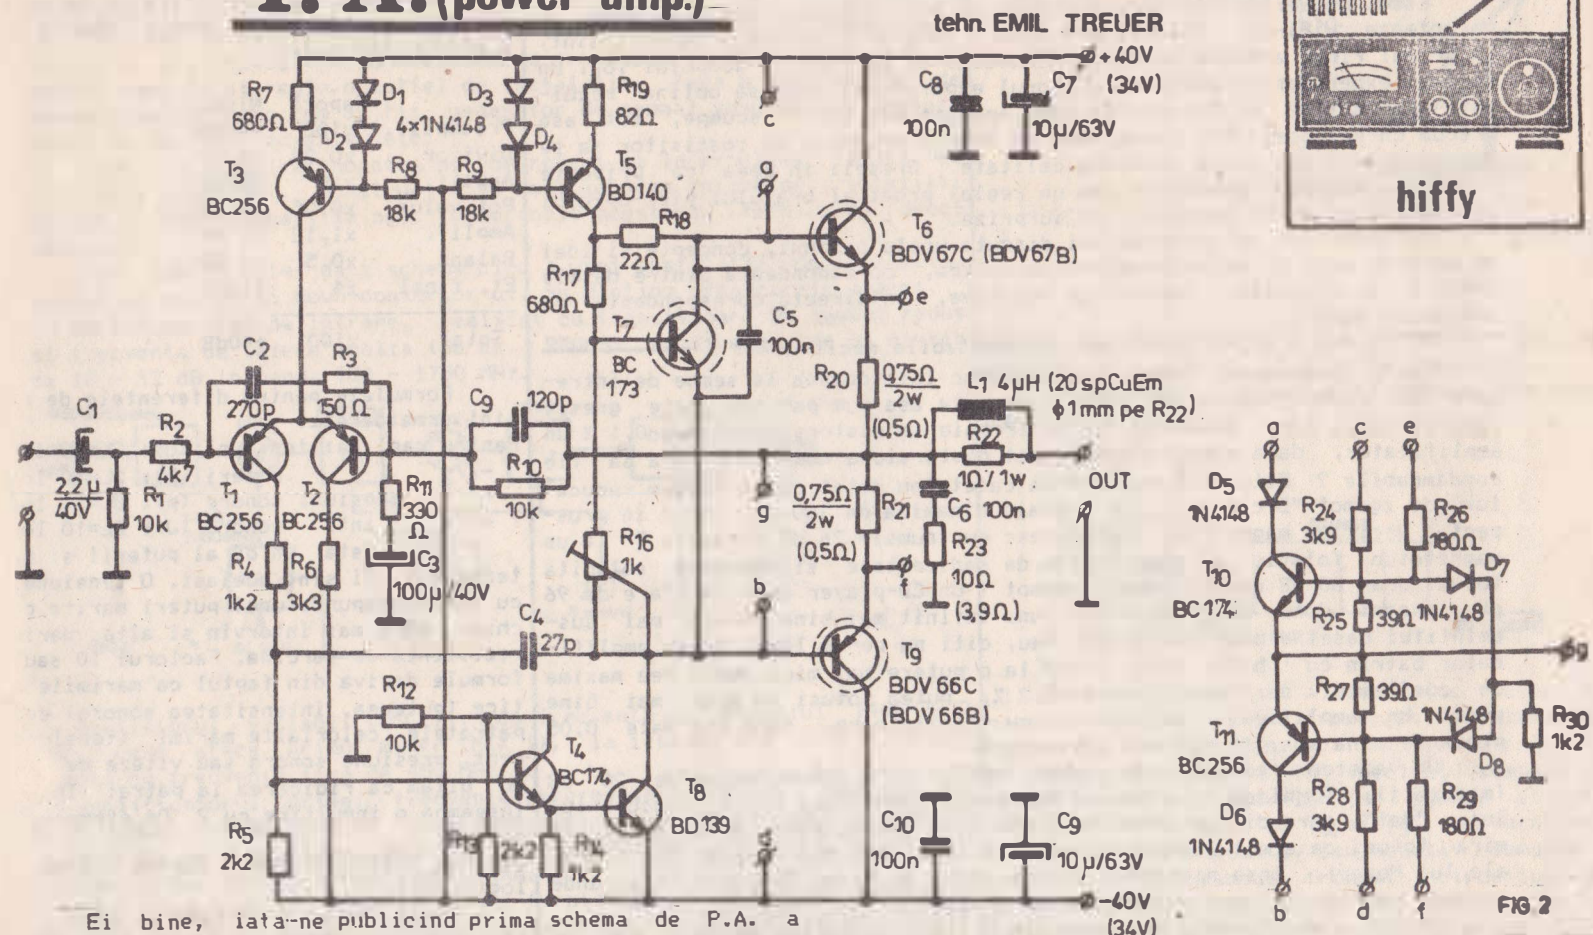 P. A. (power amp.)
tehn. EMIL TREUER
+40V
(34V)
R7
680Ω
D1
D2
D3
4x1N4148
D4
R19
82Ω
c
C8
100n
C7
10µ/63V
hiffy
T3
BC256
R8
18k
R9
18k
T5
BD140
a
R18
22Ω
T6
BDV67C (BDV67B)
R17
680Ω
e
T7
BC
173
C5
100n
C2
270p
R3
150 Ω
C9
120p
R20
0,75Ω
2w
(0,5Ω)
L1 4µH (20 spCuEm
ϕ1mm pe R22)
C1
2,2µ
40V
R2
4k7
R1
10k
T1
BC256
T2
BC256
R11
330
Ω
R10
10k
g
0,75Ω
2w
R21
(0,5Ω)
R22
1Ω/1w
C6
100n
OUT
R4
1k2
R6
3k3
C3
100µ/40V
R16
1k
f
R23
10Ω
(3,9Ω)
b
C4
27p
T9
BDV66C
(BDV66B)
R12
10k
T4
BC174
T8
BD139
R5
2k2
R13
2k2
R14
1k2
d
C10
100n
C9
10µ/63V
-40V
(34V)
a
c
e
D5
1N4148
R24
3k9
R26
180Ω
D7
T10
BC174
R25
39Ω
1N4148
g
R27
39Ω
1N4148
D8
R30
1k2
T11
BC256
R28
3k9
R29
180Ω
D6
1N4148
b
d
f
FIG 2
Ei bine, iata-ne publicind prima schema de P.A. a